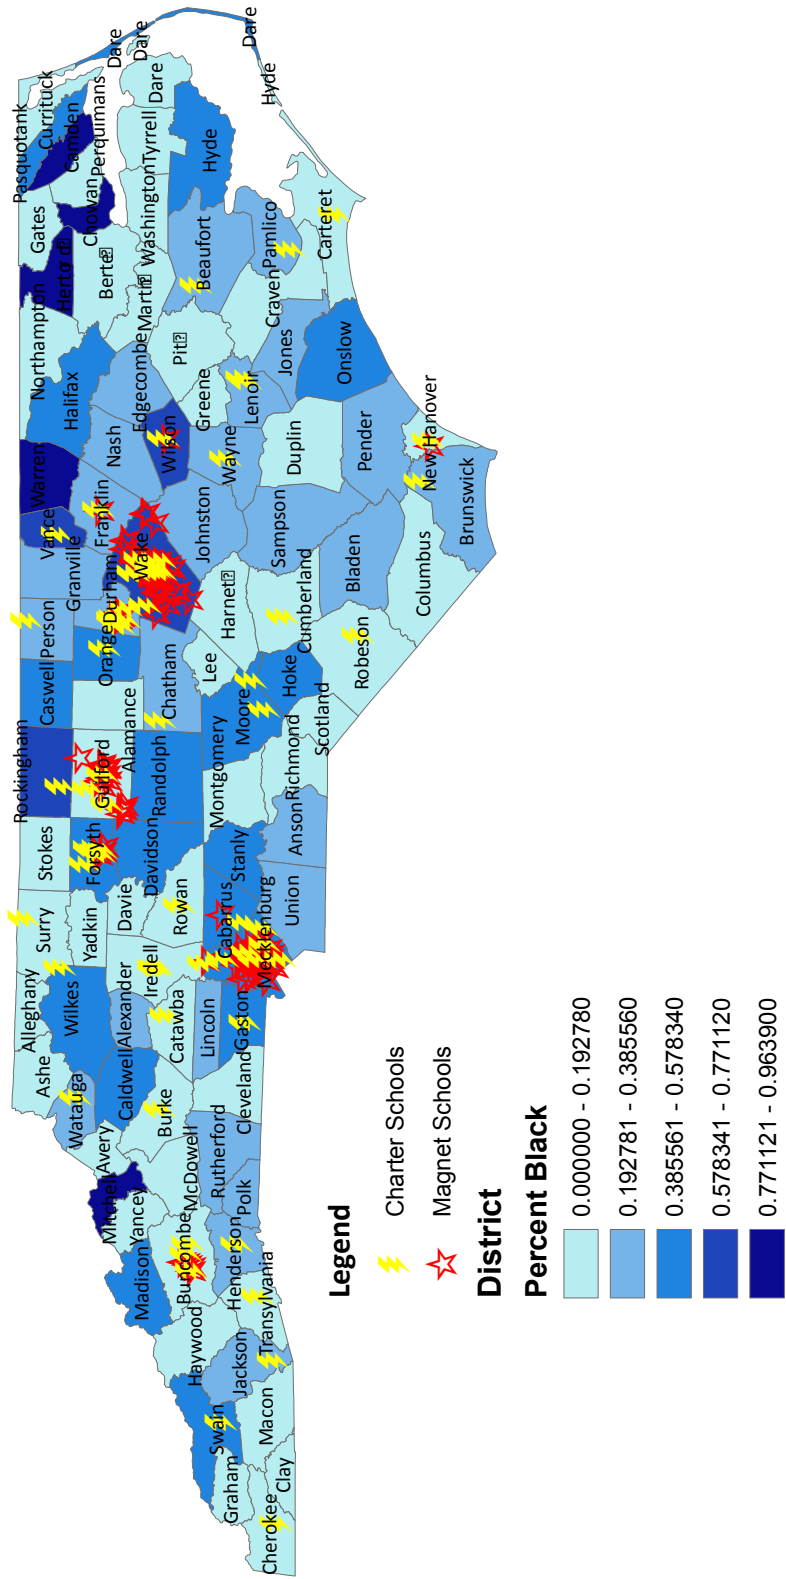 Rockingham
Pasquotank
Surry
Stokes
Caswell
Person
Vance
Warren
Northampton
Gates
Currituck
Alleghany
Ashe
Wilkes
Yadkin
Forsyth
Guilford
Orange
Granville
Halifax
Hertor d□
Camden
Perquimans
Chowan
Watauga
Mitchell
Avery
Caldwell
Alexander
Davie
Alamance
Durham
Franklin
Nash
Edgecombe
Berte□
Dare
Dare
Dare
Dare
Yancey
Madison
Burke
Iredell
Davidson
Randolph
Chatham
Wake
Wilson
Mart□
Washington
Tyrrell
Buncombe
McDowell
Catawba
Rowan
Pit□
Haywood
Swain
Rutherford
Lincoln
Cabarrus
Montgomery
Lee
Johnston
Greene
Beaufort
Hyde
Hyde
Graham
Jackson
Henderson
Polk
Cleveland
Gaston
Stanly
Moore
Harnet□
Wayne
Lenoir
Craven
Pamlico
Cherokee
Clay
Macon
Transylvania
Mecklenburg
Union
Anson
Richmond
Hoke
Cumberland
Sampson
Duplin
Jones
Carteret
Scotland
Robeson
Bladen
Pender
Onslow
Columbus
New Hanover
Brunswick
Legend
Charter Schools
Magnet Schools
District
Percent Black
0.000000 - 0.192780
0.192781 - 0.385560
0.385561 - 0.578340
0.578341 - 0.771120
0.771121 - 0.963900